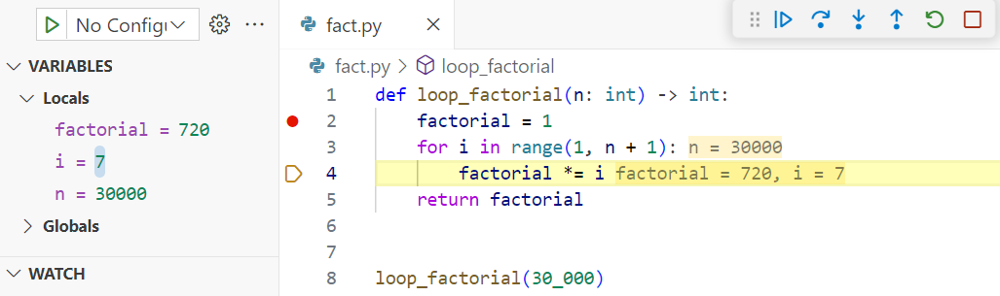 No Configu
fact.py
VARIABLES
fact.py > loop_factorial
Locals
1 def loop_factorial(n: int) -> int:
factorial = 720
2 factorial = 1
i = 7
3 for i in range(1, n + 1): n = 30000
n = 30000
4 factorial *= i factorial = 720, i = 7
Globals
5 return factorial
6
7
WATCH
8 loop_factorial(30_000)